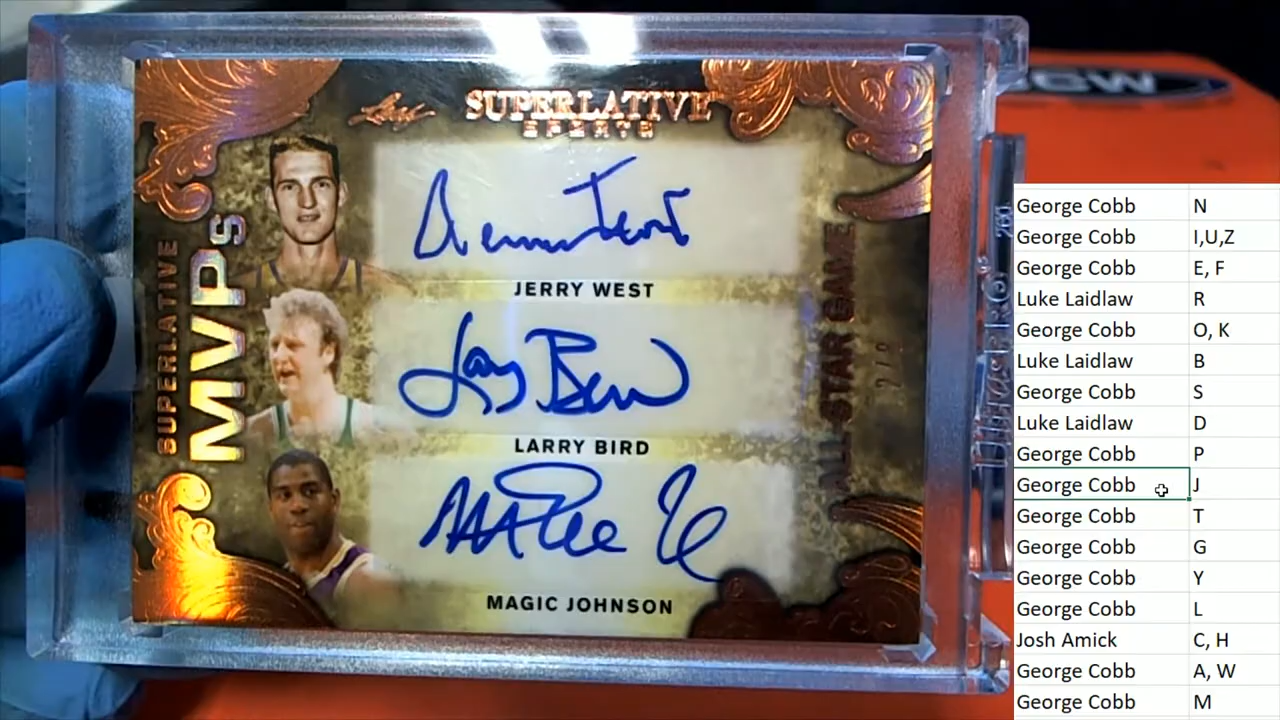 Leaf
SUPERLATIVE
SPORTS
SUPERLATIVE
MVPs
JERRY WEST
LARRY BIRD
MAGIC JOHNSON
ALL-STAR GAME
George Cobb N
George Cobb I,U,Z
George Cobb E, F
Luke Laidlaw R
George Cobb O, K
Luke Laidlaw B
George Cobb S
Luke Laidlaw D
George Cobb P
George Cobb J
George Cobb T
George Cobb G
George Cobb Y
George Cobb L
Josh Amick C, H
George Cobb A, W
George Cobb M